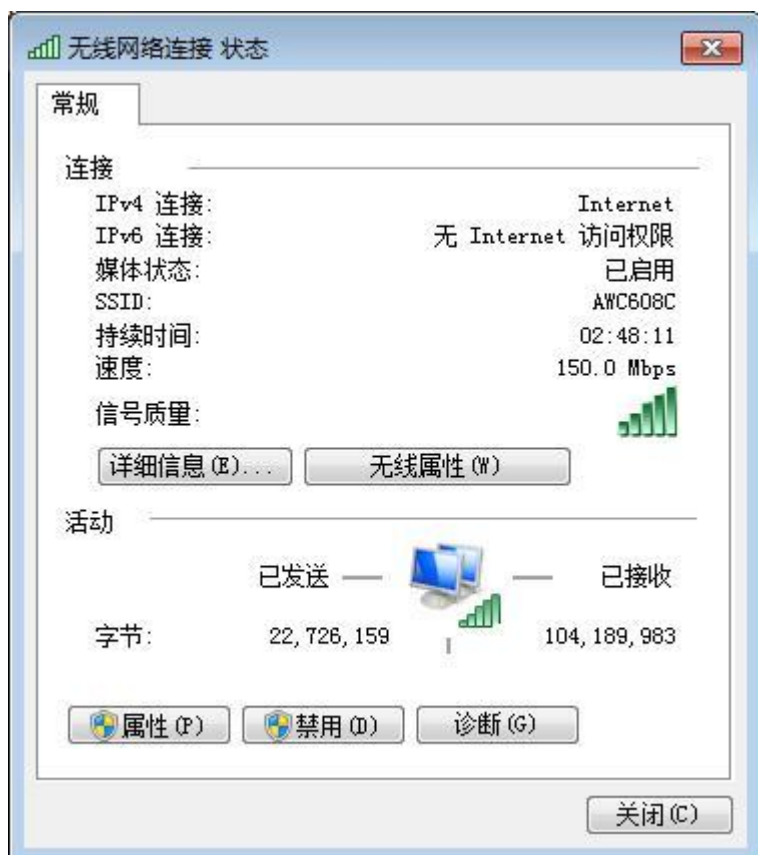 无线网络连接 状态
常规
连接
IPv4 连接: Internet
IPv6 连接: 无 Internet 访问权限
媒体状态: 已启用
SSID: AWC608C
持续时间: 02:48:11
速度: 150.0 Mbps
信号质量:
详细信息(E)... 无线属性(W)
活动
已发送 — — 已接收
字节: 22,726,159 104,189,983
属性(P) 禁用(D) 诊断(G)
关闭(C)